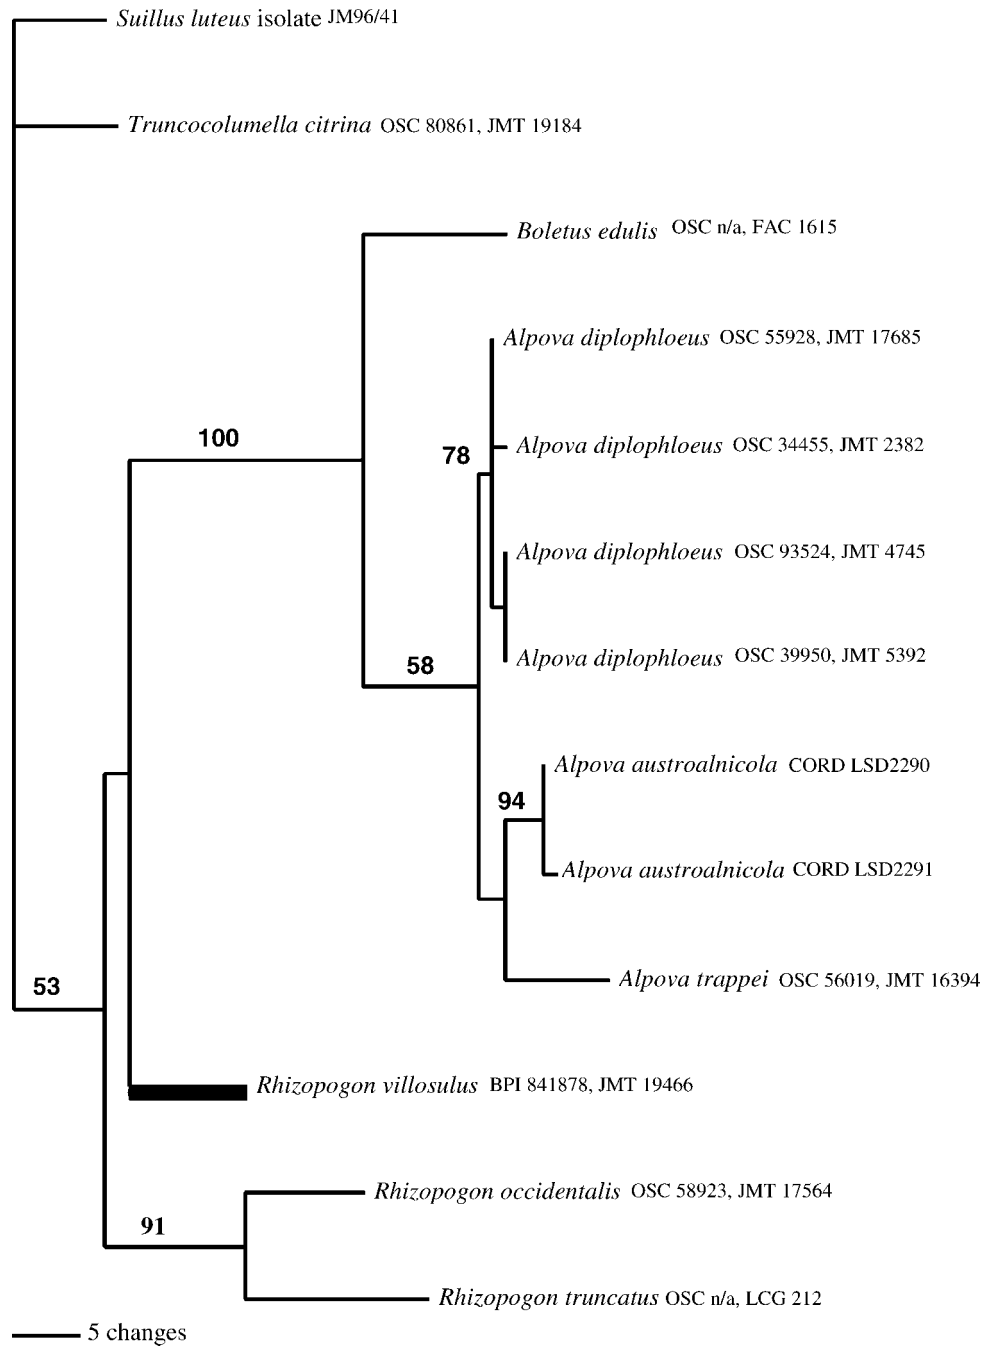 Suillus luteus isolate JM96/41
Truncocolumella citrina OSC 80861, JMT 19184
Boletus edulis OSC n/a, FAC 1615
Alpova diplophloeus OSC 55928, JMT 17685
100
78
Alpova diplophloeus OSC 34455, JMT 2382
Alpova diplophloeus OSC 93524, JMT 4745
58
Alpova diplophloeus OSC 39950, JMT 5392
Alpova austroalnicola CORD LSD2290
94
Alpova austroalnicola CORD LSD2291
53
Alpova trappei OSC 56019, JMT 16394
Rhizopogon villosulus BPI 841878, JMT 19466
Rhizopogon occidentalis OSC 58923, JMT 17564
91
Rhizopogon truncatus OSC n/a, LCG 212
5 changes